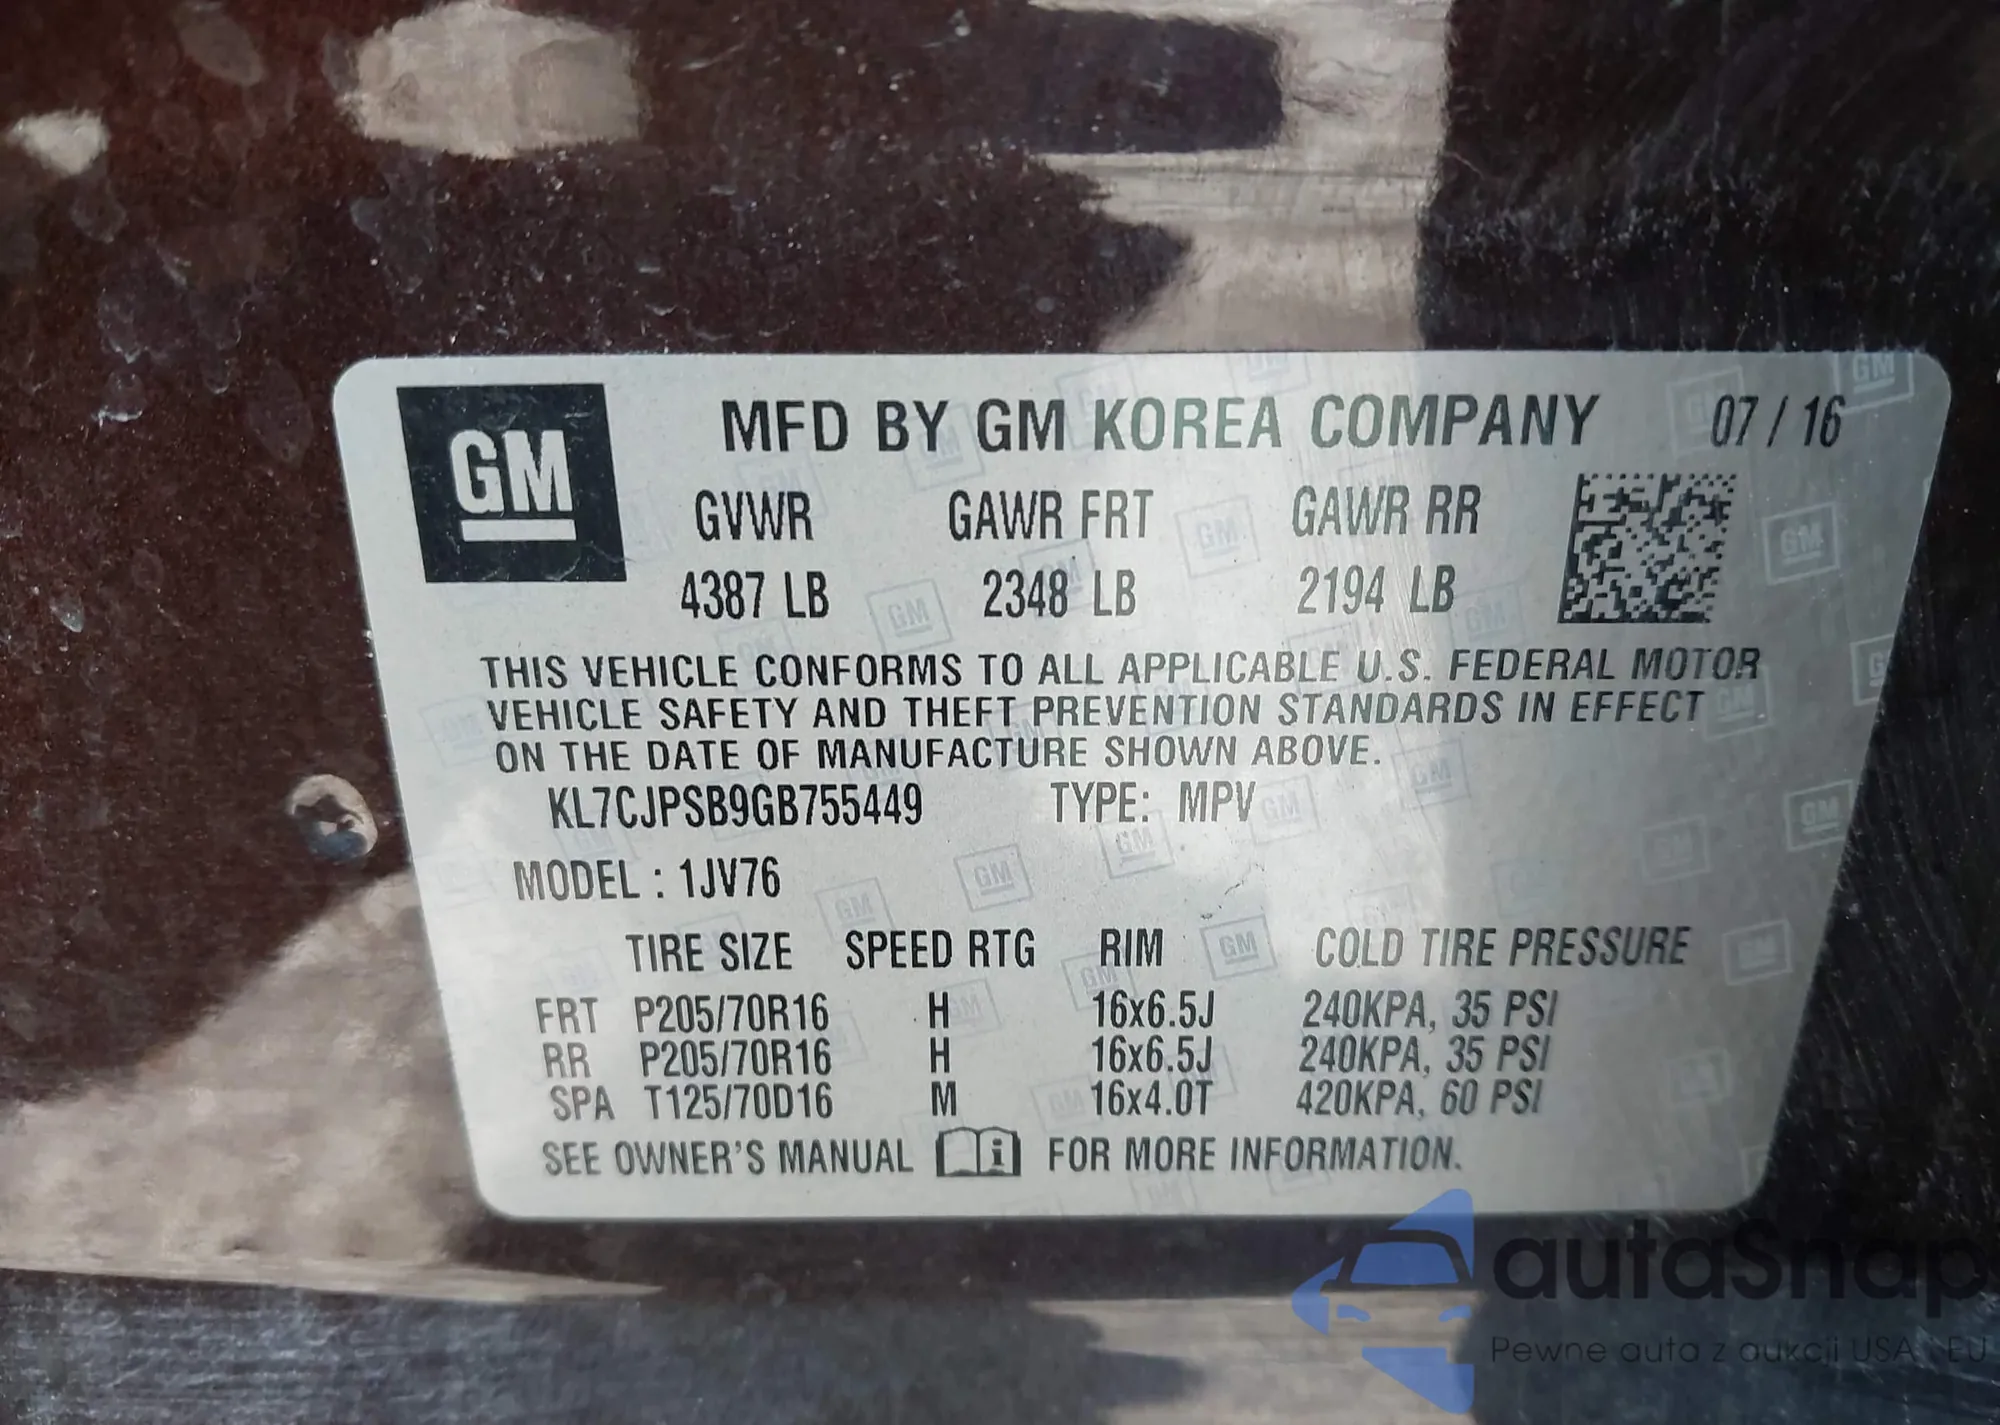 GM
MFD BY GM KOREA COMPANY 07 / 16
GVWR GAWR FRT GAWR RR
4387 LB 2348 LB 2194 LB
THIS VEHICLE CONFORMS TO ALL APPLICABLE U.S. FEDERAL MOTOR
VEHICLE SAFETY AND THEFT PREVENTION STANDARDS IN EFFECT
ON THE DATE OF MANUFACTURE SHOWN ABOVE.
KL7CJPSB9GB755449 TYPE: MPV
MODEL : 1JV76
TIRE SIZE SPEED RTG RIM COLD TIRE PRESSURE
FRT P205/70R16 H 16x6.5J 240KPA, 35 PSI
RR P205/70R16 H 16x6.5J 240KPA, 35 PSI
SPA T125/70D16 M 16x4.0T 420KPA, 60 PSI
SEE OWNER'S MANUAL i FOR MORE INFORMATION.
autaSnap
Pewne auta z aukcji USA i EU